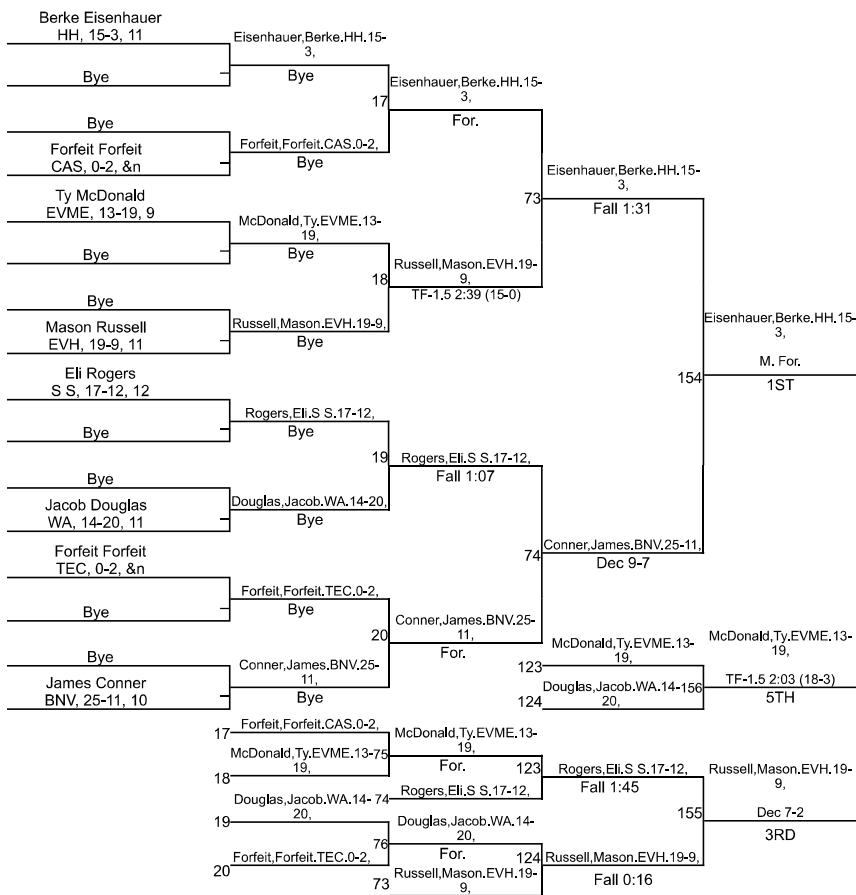 Berke Eisenhauer
HH, 15-3, 11
Bye
Bye
Forfeit Forfeit
CAS, 0-2, &n
Ty McDonald
EVME, 13-19, 9
Bye
Bye
Mason Russell
EVH, 19-9, 11
Eli Rogers
S S, 17-12, 12
Bye
Bye
Jacob Douglas
WA, 14-20, 11
Forfeit Forfeit
TEC, 0-2, &n
Bye
Bye
James Conner
BNV, 25-11, 10
Eisenhauer,Berke.HH.15-
3,
Bye
17
Forfeit,Forfeit.CAS.0-2,
Bye
McDonald,Ty.EVME.13-
19,
Bye
18
Russell,Mason.EVH.19-9,
Bye
Rogers,Eli.S S.17-12,
Bye
19
Douglas,Jacob.WA.14-20,
Bye
Forfeit,Forfeit.TEC.0-2,
Bye
20
Conner,James.BNV.25-
11,
Bye
Eisenhauer,Berke.HH.15-
3,
For.
73
Russell,Mason.EVH.19-
9,
TF-1.5 2:39 (15-0)
Rogers,Eli.S S.17-12,
Fall 1:07
74
Conner,James.BNV.25-
11,
For.
Eisenhauer,Berke.HH.15-
3,
Fall 1:31
154
Conner,James.BNV.25-11,
Dec 9-7
Eisenhauer,Berke.HH.15-
3,
M. For.
1ST
123
McDonald,Ty.EVME.13-
19,
124
Douglas,Jacob.WA.14-
20,
156
McDonald,Ty.EVME.13-
19,
TF-1.5 2:03 (18-3)
5TH
17
Forfeit,Forfeit.CAS.0-2,
18
McDonald,Ty.EVME.13-
19,
75
McDonald,Ty.EVME.13-
19,
For.
74
Rogers,Eli.S S.17-12,
123
Rogers,Eli.S S.17-12,
Fall 1:45
19
Douglas,Jacob.WA.14-
20,
20
Forfeit,Forfeit.TEC.0-2,
76
Douglas,Jacob.WA.14-
20,
For.
73
Russell,Mason.EVH.19-
9,
124
Russell,Mason.EVH.19-9,
Fall 0:16
155
Russell,Mason.EVH.19-
9,
Dec 7-2
3RD